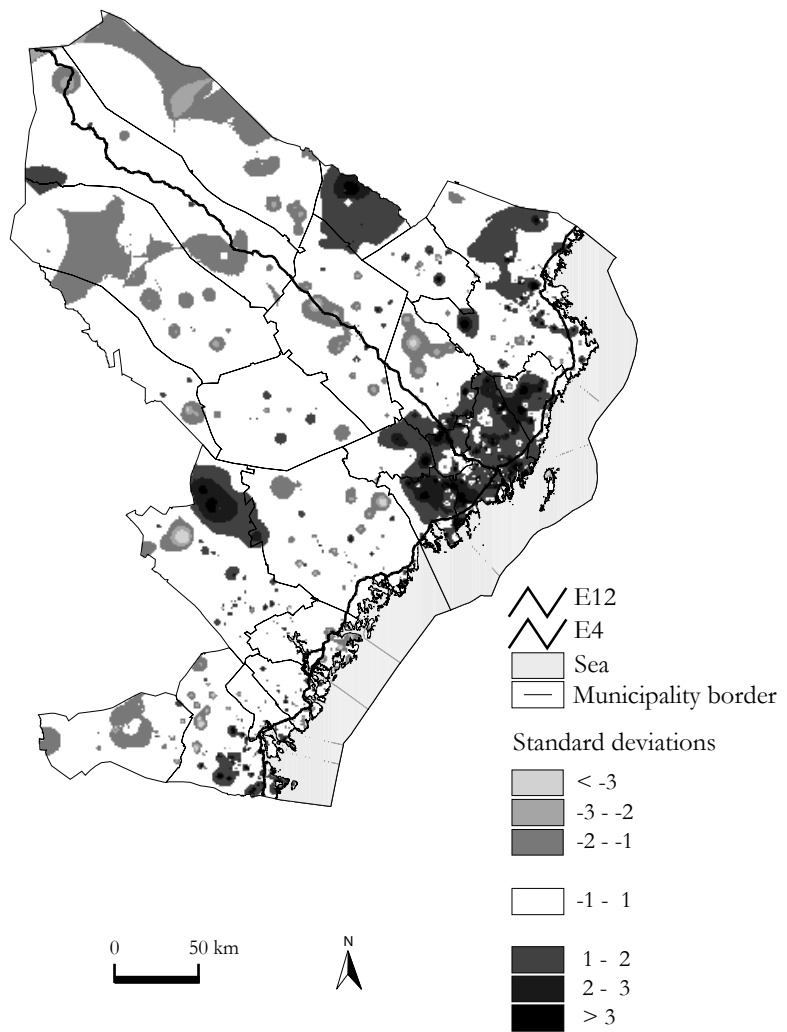 E12
E4
Sea
Municipality border
Standard deviations
< -3
-3 - -2
-2 - -1
-1 - 1
1 - 2
2 - 3
> 3
0 50 km
N